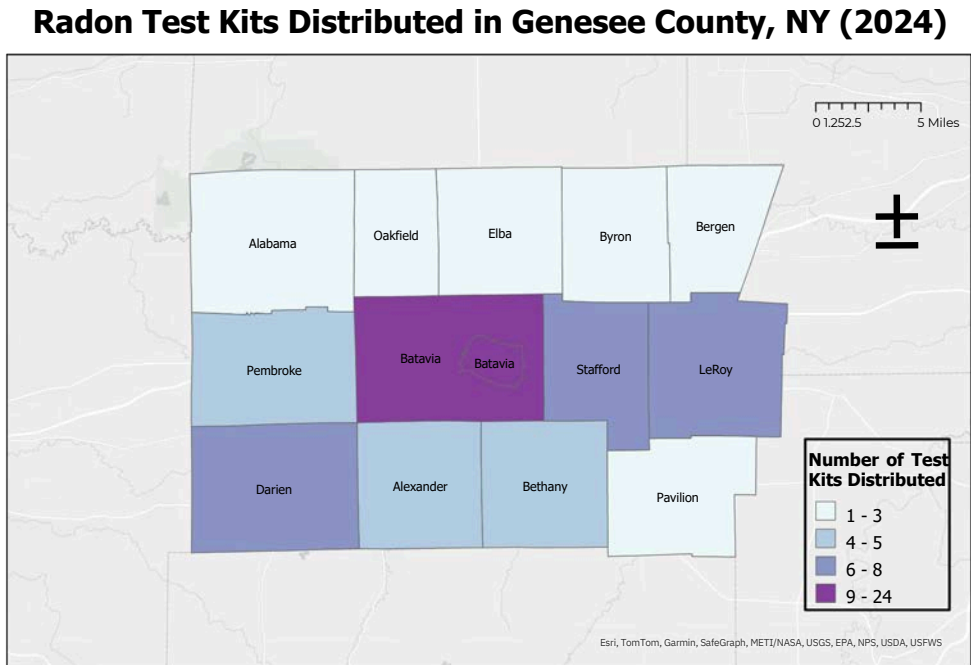 Radon Test Kits Distributed in Genesee County, NY (2024)
0 1.252.5 5 Miles
Alabama
Oakfield
Elba
Byron
Bergen
Pembroke
Batavia
Batavia
Stafford
LeRoy
Darien
Alexander
Bethany
Pavilion
Number of Test
Kits Distributed
1 - 3
4 - 5
6 - 8
9 - 24
Esri, TomTom, Garmin, SafeGraph, METI/NASA, USGS, EPA, NPS, USDA, USFWS